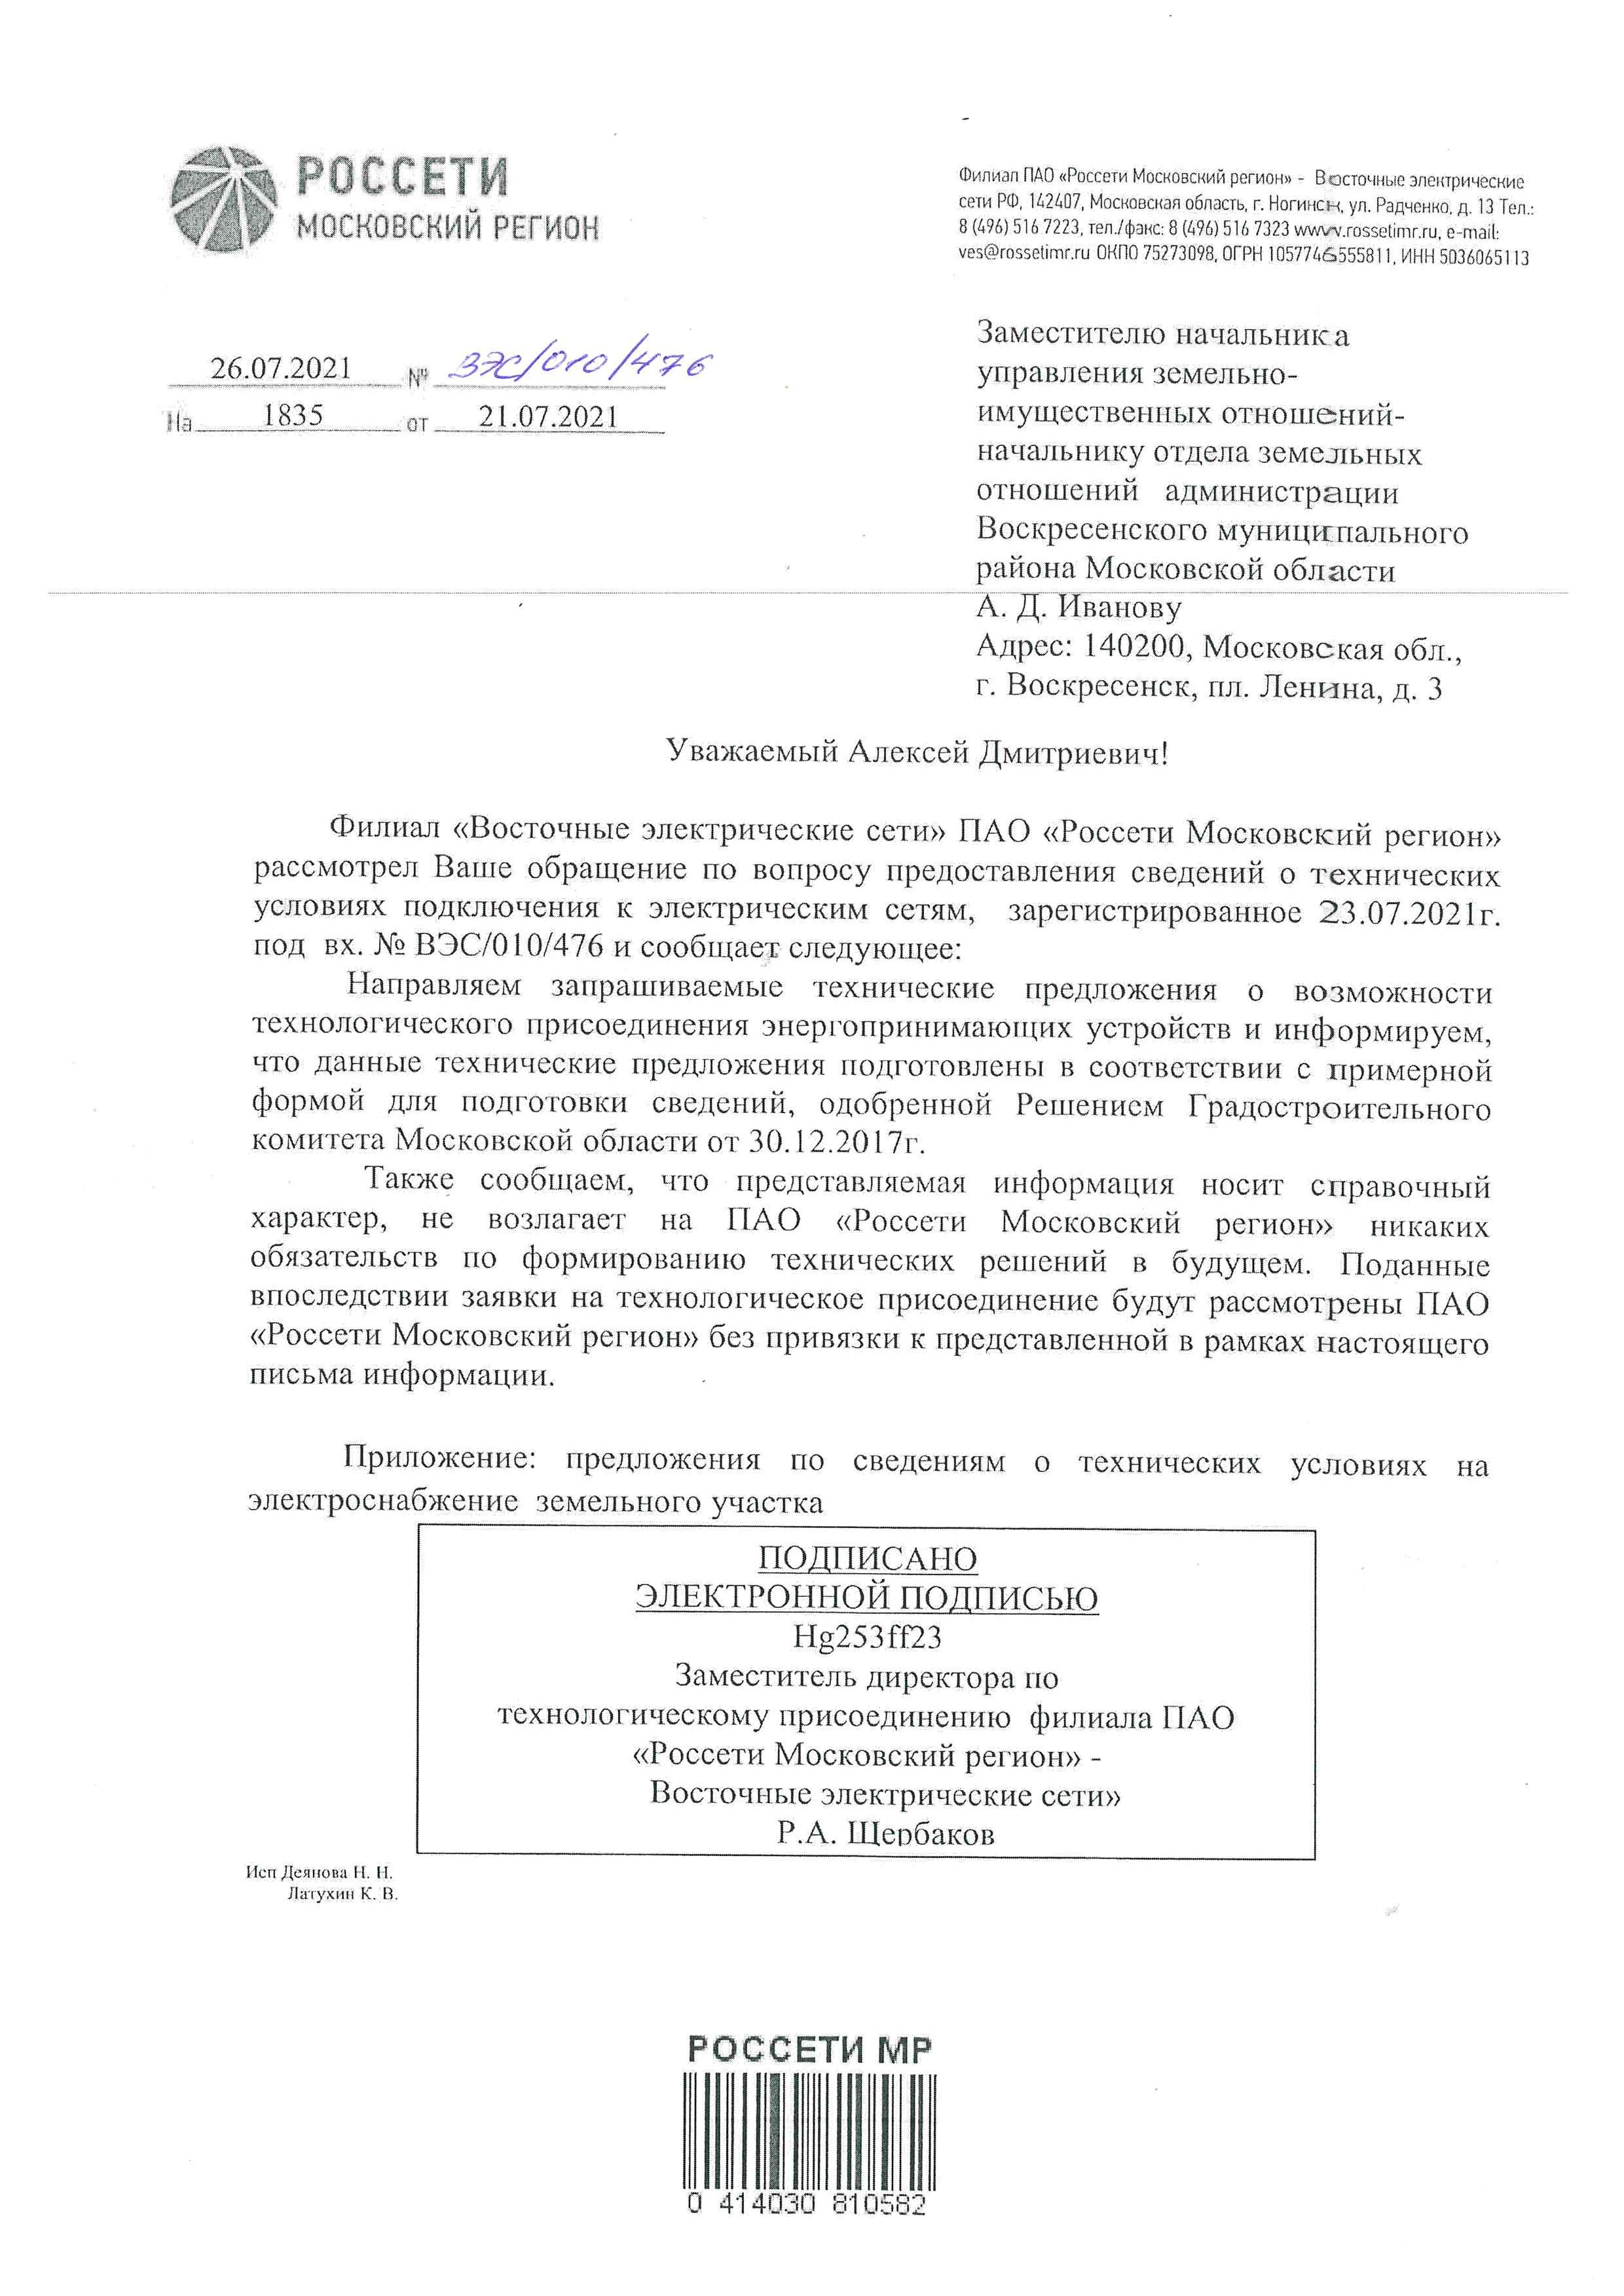 РОССЕТИ
МОСКОВСКИЙ РЕГИОН
Филиал ПАО «Россети Московский регион» - Восточные электрические
сети РФ, 142407, Московская область, г. Ногинск, ул. Радченко, д. 13 Тел.:
8 (496) 516 7223, тел./факс: 8 (496) 516 7323 www.rossetimr.ru, e-mail:
ves@rossetimr.ru ОКПО 75273098, ОГРН 1057746555811, ИНН 5036065113
26.07.2021 № ВЭС/010/476
На 1835 от 21.07.2021
Заместителю начальника
управления земельно-
имущественных отношений-
начальнику отдела земельных
отношений администрации
Воскресенского муниципального
района Московской области
А. Д. Иванову
Адрес: 140200, Московская обл.,
г. Воскресенск, пл. Ленина, д. 3
Уважаемый Алексей Дмитриевич!
Филиал «Восточные электрические сети» ПАО «Россети Московский регион»
рассмотрел Ваше обращение по вопросу предоставления сведений о технических
условиях подключения к электрическим сетям, зарегистрированное 23.07.2021г.
под вх. № ВЭС/010/476 и сообщает следующее:
Направляем запрашиваемые технические предложения о возможности
технологического присоединения энергопринимающих устройств и информируем,
что данные технические предложения подготовлены в соответствии с примерной
формой для подготовки сведений, одобренной Решением Градостроительного
комитета Московской области от 30.12.2017г.
Также сообщаем, что представляемая информация носит справочный
характер, не возлагает на ПАО «Россети Московский регион» никаких
обязательств по формированию технических решений в будущем. Поданные
впоследствии заявки на технологическое присоединение будут рассмотрены ПАО
«Россети Московский регион» без привязки к представленной в рамках настоящего
письма информации.
Приложение: предложения по сведениям о технических условиях на
электроснабжение земельного участка
ПОДПИСАНО
ЭЛЕКТРОННОЙ ПОДПИСЬЮ
Hg253ff23
Заместитель директора по
технологическому присоединению филиала ПАО
«Россети Московский регион» -
Восточные электрические сети»
Р.А. Щербаков
Исп Деянова Н. Н.
Латухин К. В.
РОССЕТИ МР
0 414030 810582